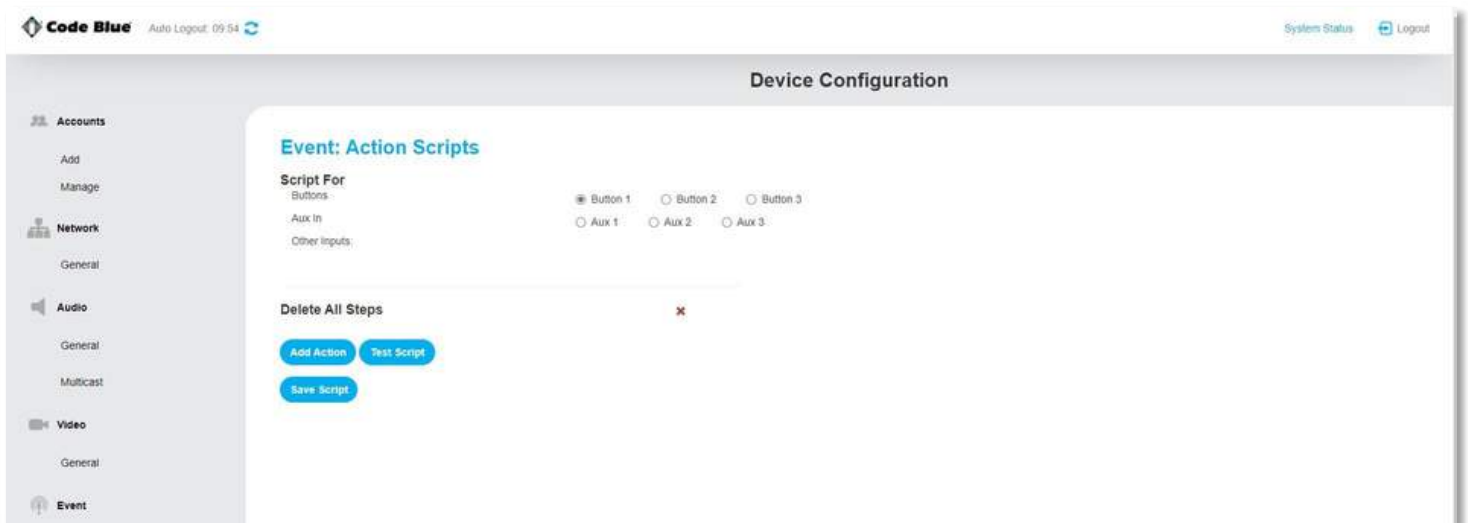 Code Blue Auto Logout: 09:54 System Status Logout
Device Configuration
Accounts
Add
Manage
Network
General
Audio
General
Multicast
Video
General
Event
Event: Action Scripts
Script For
Buttons Button 1 Button 2 Button 3
Aux In Aux 1 Aux 2 Aux 3
Other Inputs:
Delete All Steps
Add Action Test Script
Save Script